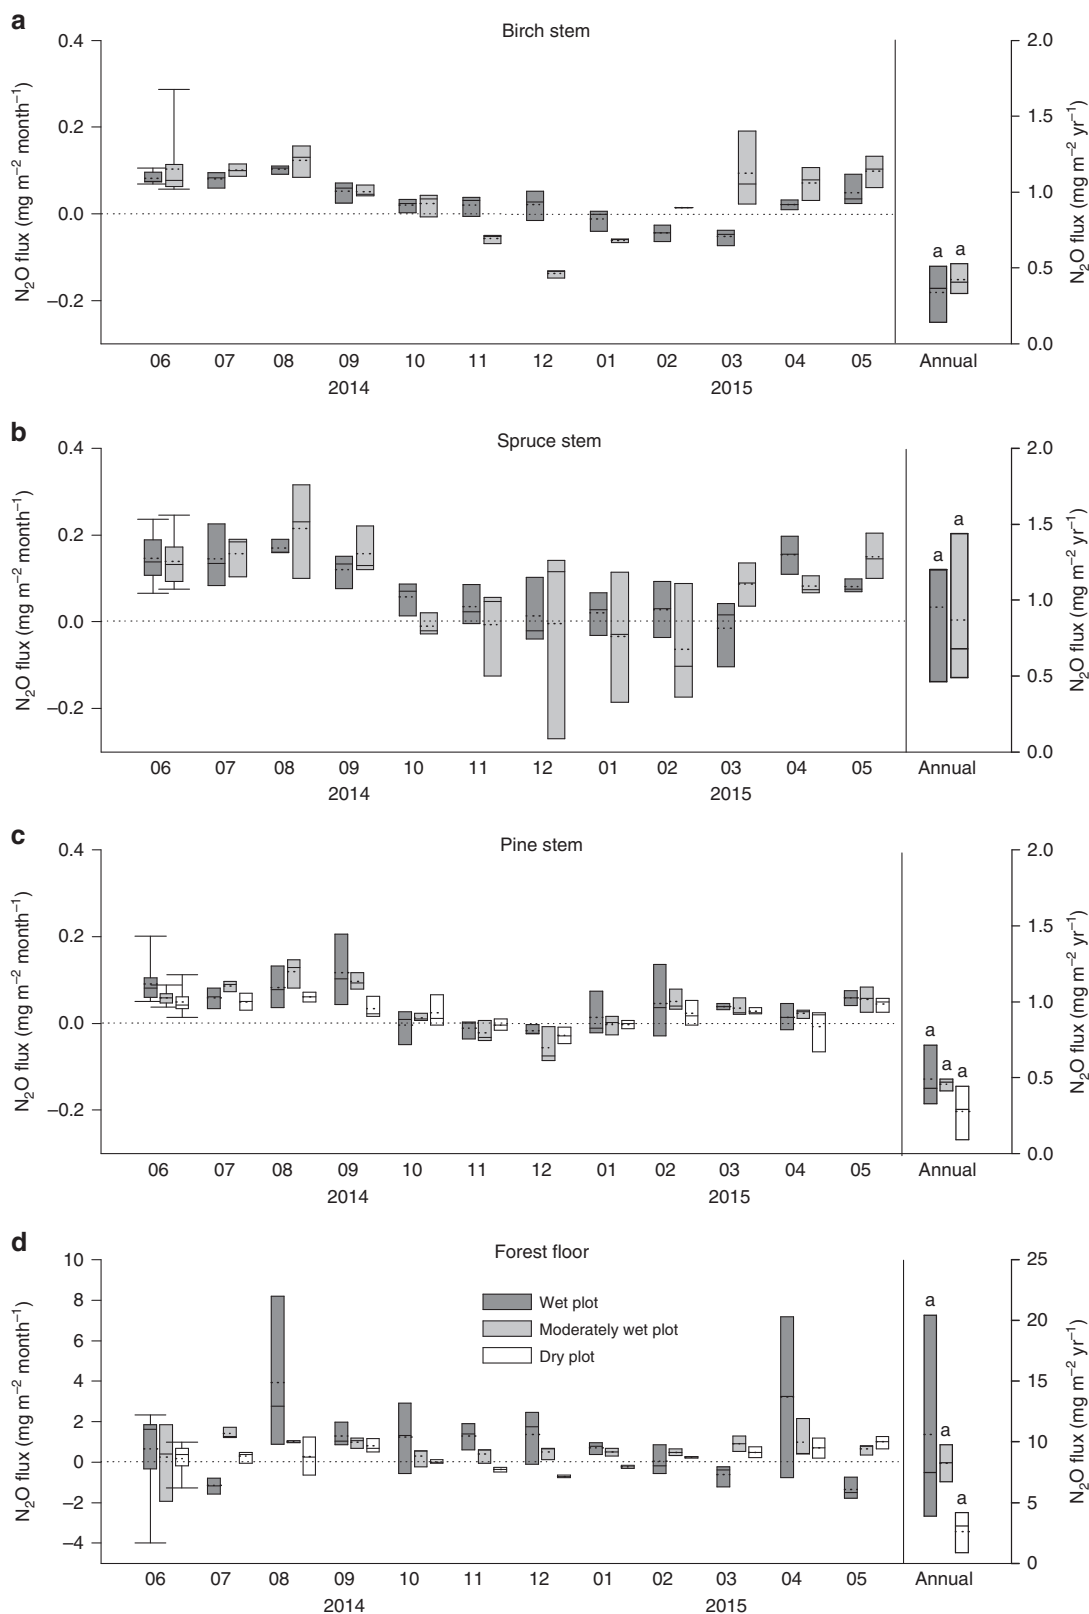 a
Birch stem
0.4
0.2
0.0
−0.2
N₂O flux (mg m⁻² month⁻¹)
2.0
1.5
1.0
0.5
0.0
N₂O flux (mg m⁻² yr⁻¹)
a a
06 07 08 09 10 11 12 01 02 03 04 05 Annual
2014 2015
b
Spruce stem
0.4
0.2
0.0
−0.2
N₂O flux (mg m⁻² month⁻¹)
2.0
1.5
1.0
0.5
0.0
N₂O flux (mg m⁻² yr⁻¹)
a a
06 07 08 09 10 11 12 01 02 03 04 05 Annual
2014 2015
c
Pine stem
0.4
0.2
0.0
−0.2
N₂O flux (mg m⁻² month⁻¹)
2.0
1.5
1.0
0.5
0.0
N₂O flux (mg m⁻² yr⁻¹)
a a a
06 07 08 09 10 11 12 01 02 03 04 05 Annual
2014 2015
d
Forest floor
10
8
6
4
2
0
−2
−4
N₂O flux (mg m⁻² month⁻¹)
Wet plot
Moderately wet plot
Dry plot
25
20
15
10
5
0
N₂O flux (mg m⁻² yr⁻¹)
a a a
06 07 08 09 10 11 12 01 02 03 04 05 Annual
2014 2015